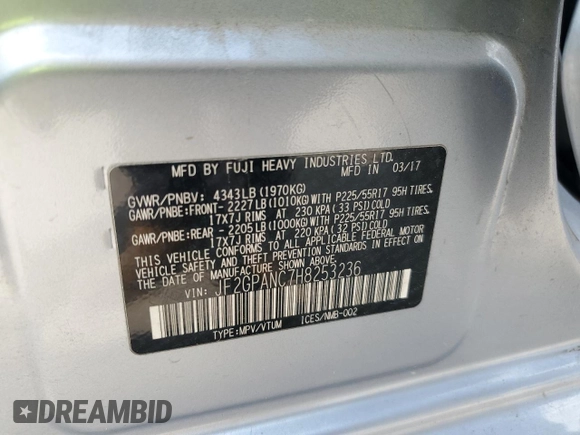 MFD BY FUJI HEAVY INDUSTRIES LTD.
MFD IN 03/17
GVWR/PNBV: 4343LB (1970KG)
GAWR/PNBE:FRONT-2227LB(1010KG)WITH P225/55R17 95H TIRES,
17X7J RIMS AT 230 KPA(33 PSI)COLD
GAWR/PNBE:REAR -2205LB(1000KG)WITH P225/55R17 95H TIRES,
17X7J RIMS AT 220 KPA(32 PSI)COLD
THIS VEHICLE CONFORMS TO ALL APPLICABLE FEDERAL MOTOR
VEHICLE SAFETY AND THEFT PREVENTION STANDARDS IN EFFECT ON
THE DATE OF MANUFACTURE SHOWN ABOVE.
VIN: JF2GPANC7H8253236
TYPE:MPV/VTUM ICES/NMB-002
DREAMBID